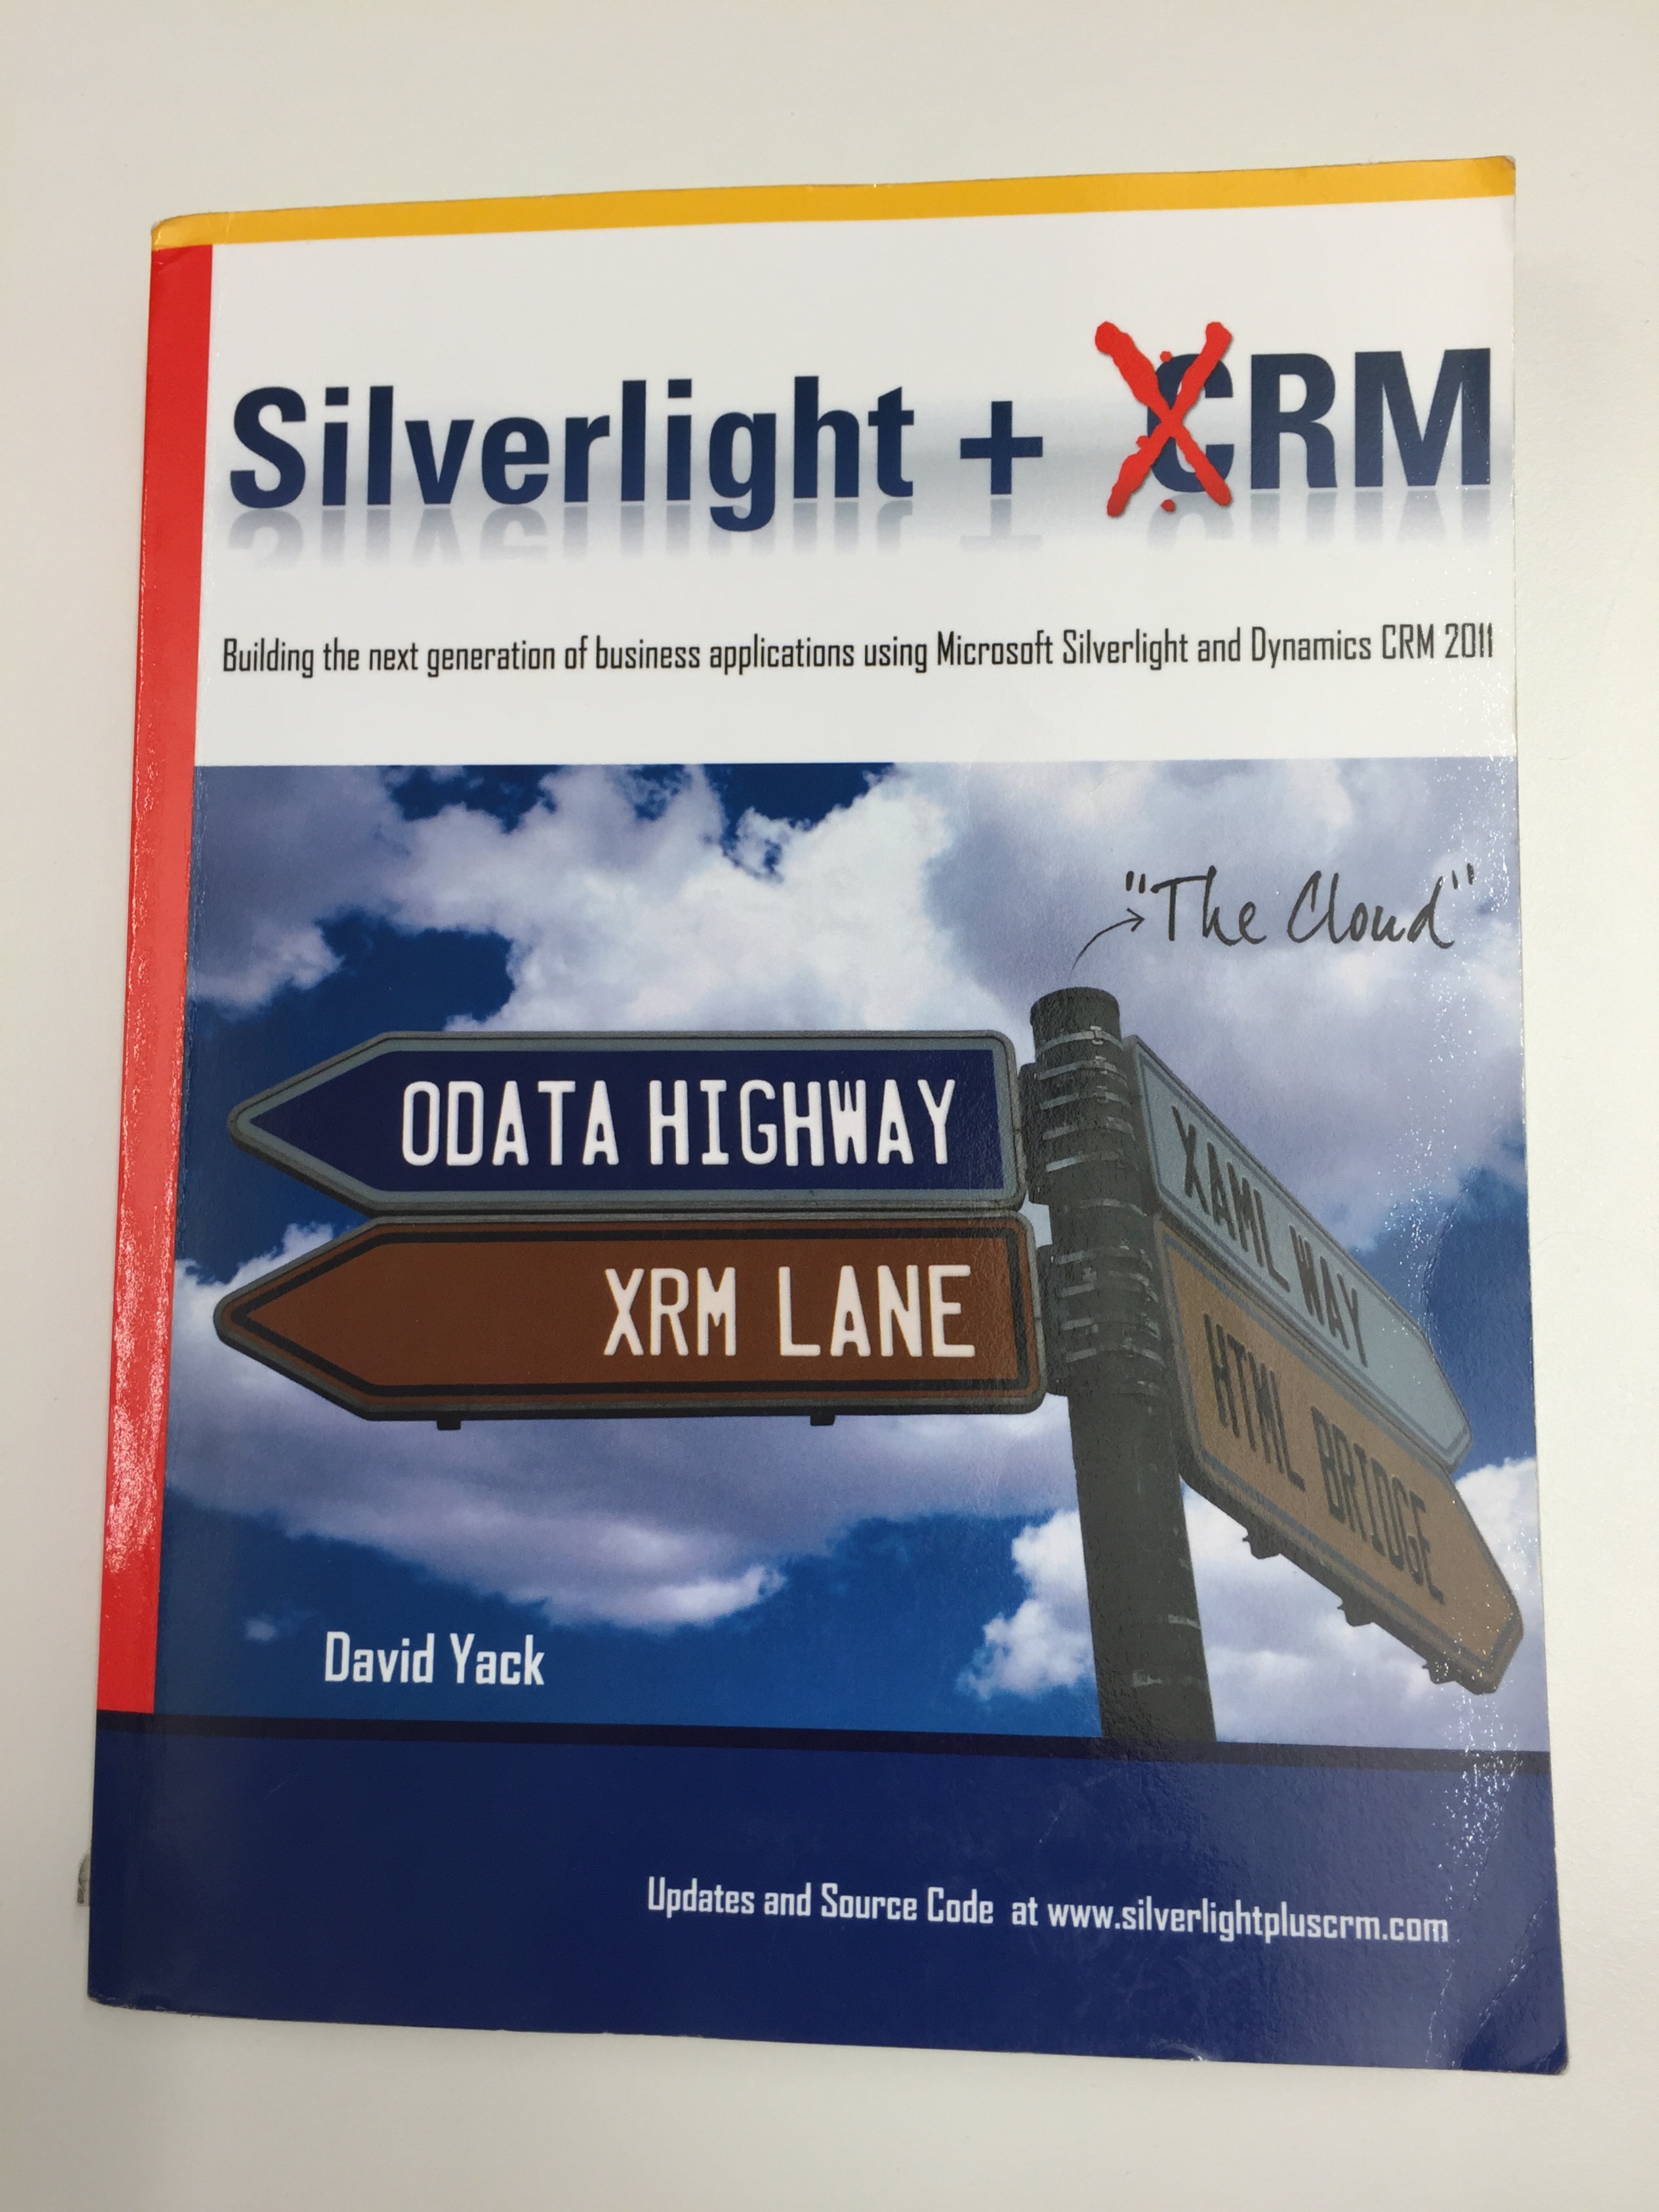 Silverlight + CRM
X
Building the next generation of business applications using Microsoft Silverlight and Dynamics CRM 2011
"The Cloud"
ODATA HIGHWAY
XRM LANE
XAML WAY
HTML BRIDGE
David Yack
Updates and Source Code at www.silverlightpluscrm.com